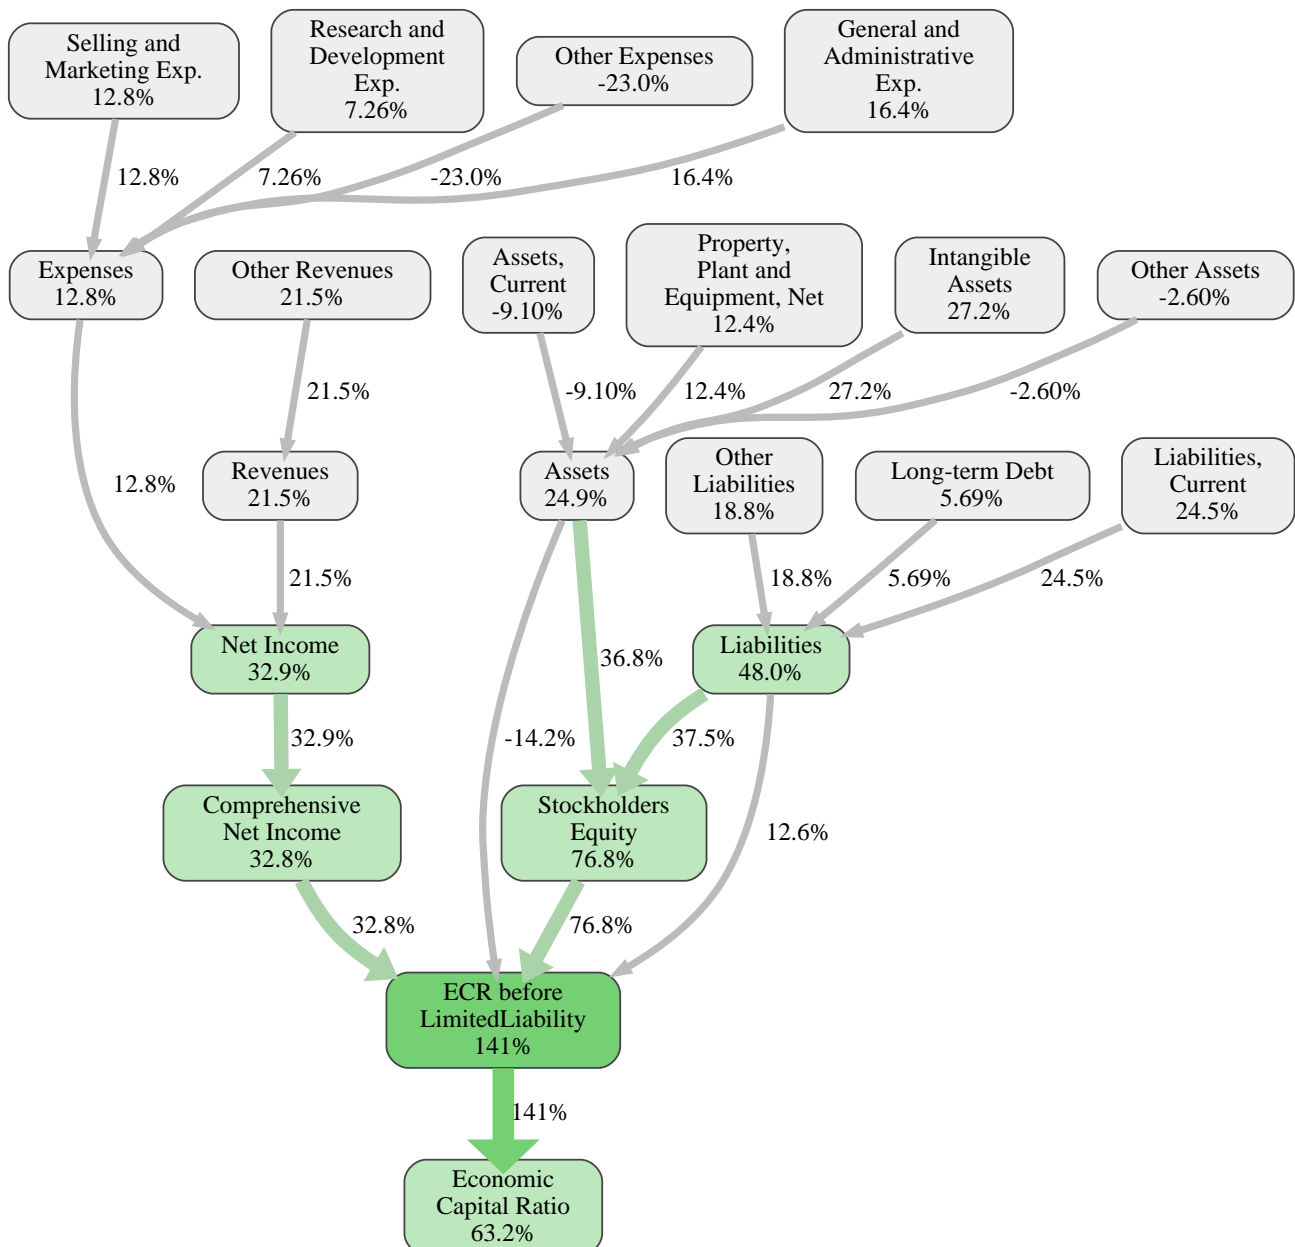 Selling and
Marketing Exp.
12.8%
Research and
Development
Exp.
7.26%
Other Expenses
-23.0%
General and
Administrative
Exp.
16.4%
12.8%
7.26%
-23.0%
16.4%
Expenses
12.8%
Other Revenues
21.5%
Assets,
Current
-9.10%
Property,
Plant and
Equipment, Net
12.4%
Intangible
Assets
27.2%
Other Assets
-2.60%
21.5%
-9.10%
12.4%
27.2%
-2.60%
12.8%
Revenues
21.5%
Assets
24.9%
Other
Liabilities
18.8%
Long-term Debt
5.69%
Liabilities,
Current
24.5%
21.5%
18.8%
5.69%
24.5%
Net Income
32.9%
36.8%
Liabilities
48.0%
32.9%
-14.2%
37.5%
Comprehensive
Net Income
32.8%
Stockholders
Equity
76.8%
12.6%
32.8%
76.8%
ECR before
LimitedLiability
141%
141%
Economic
Capital Ratio
63.2%